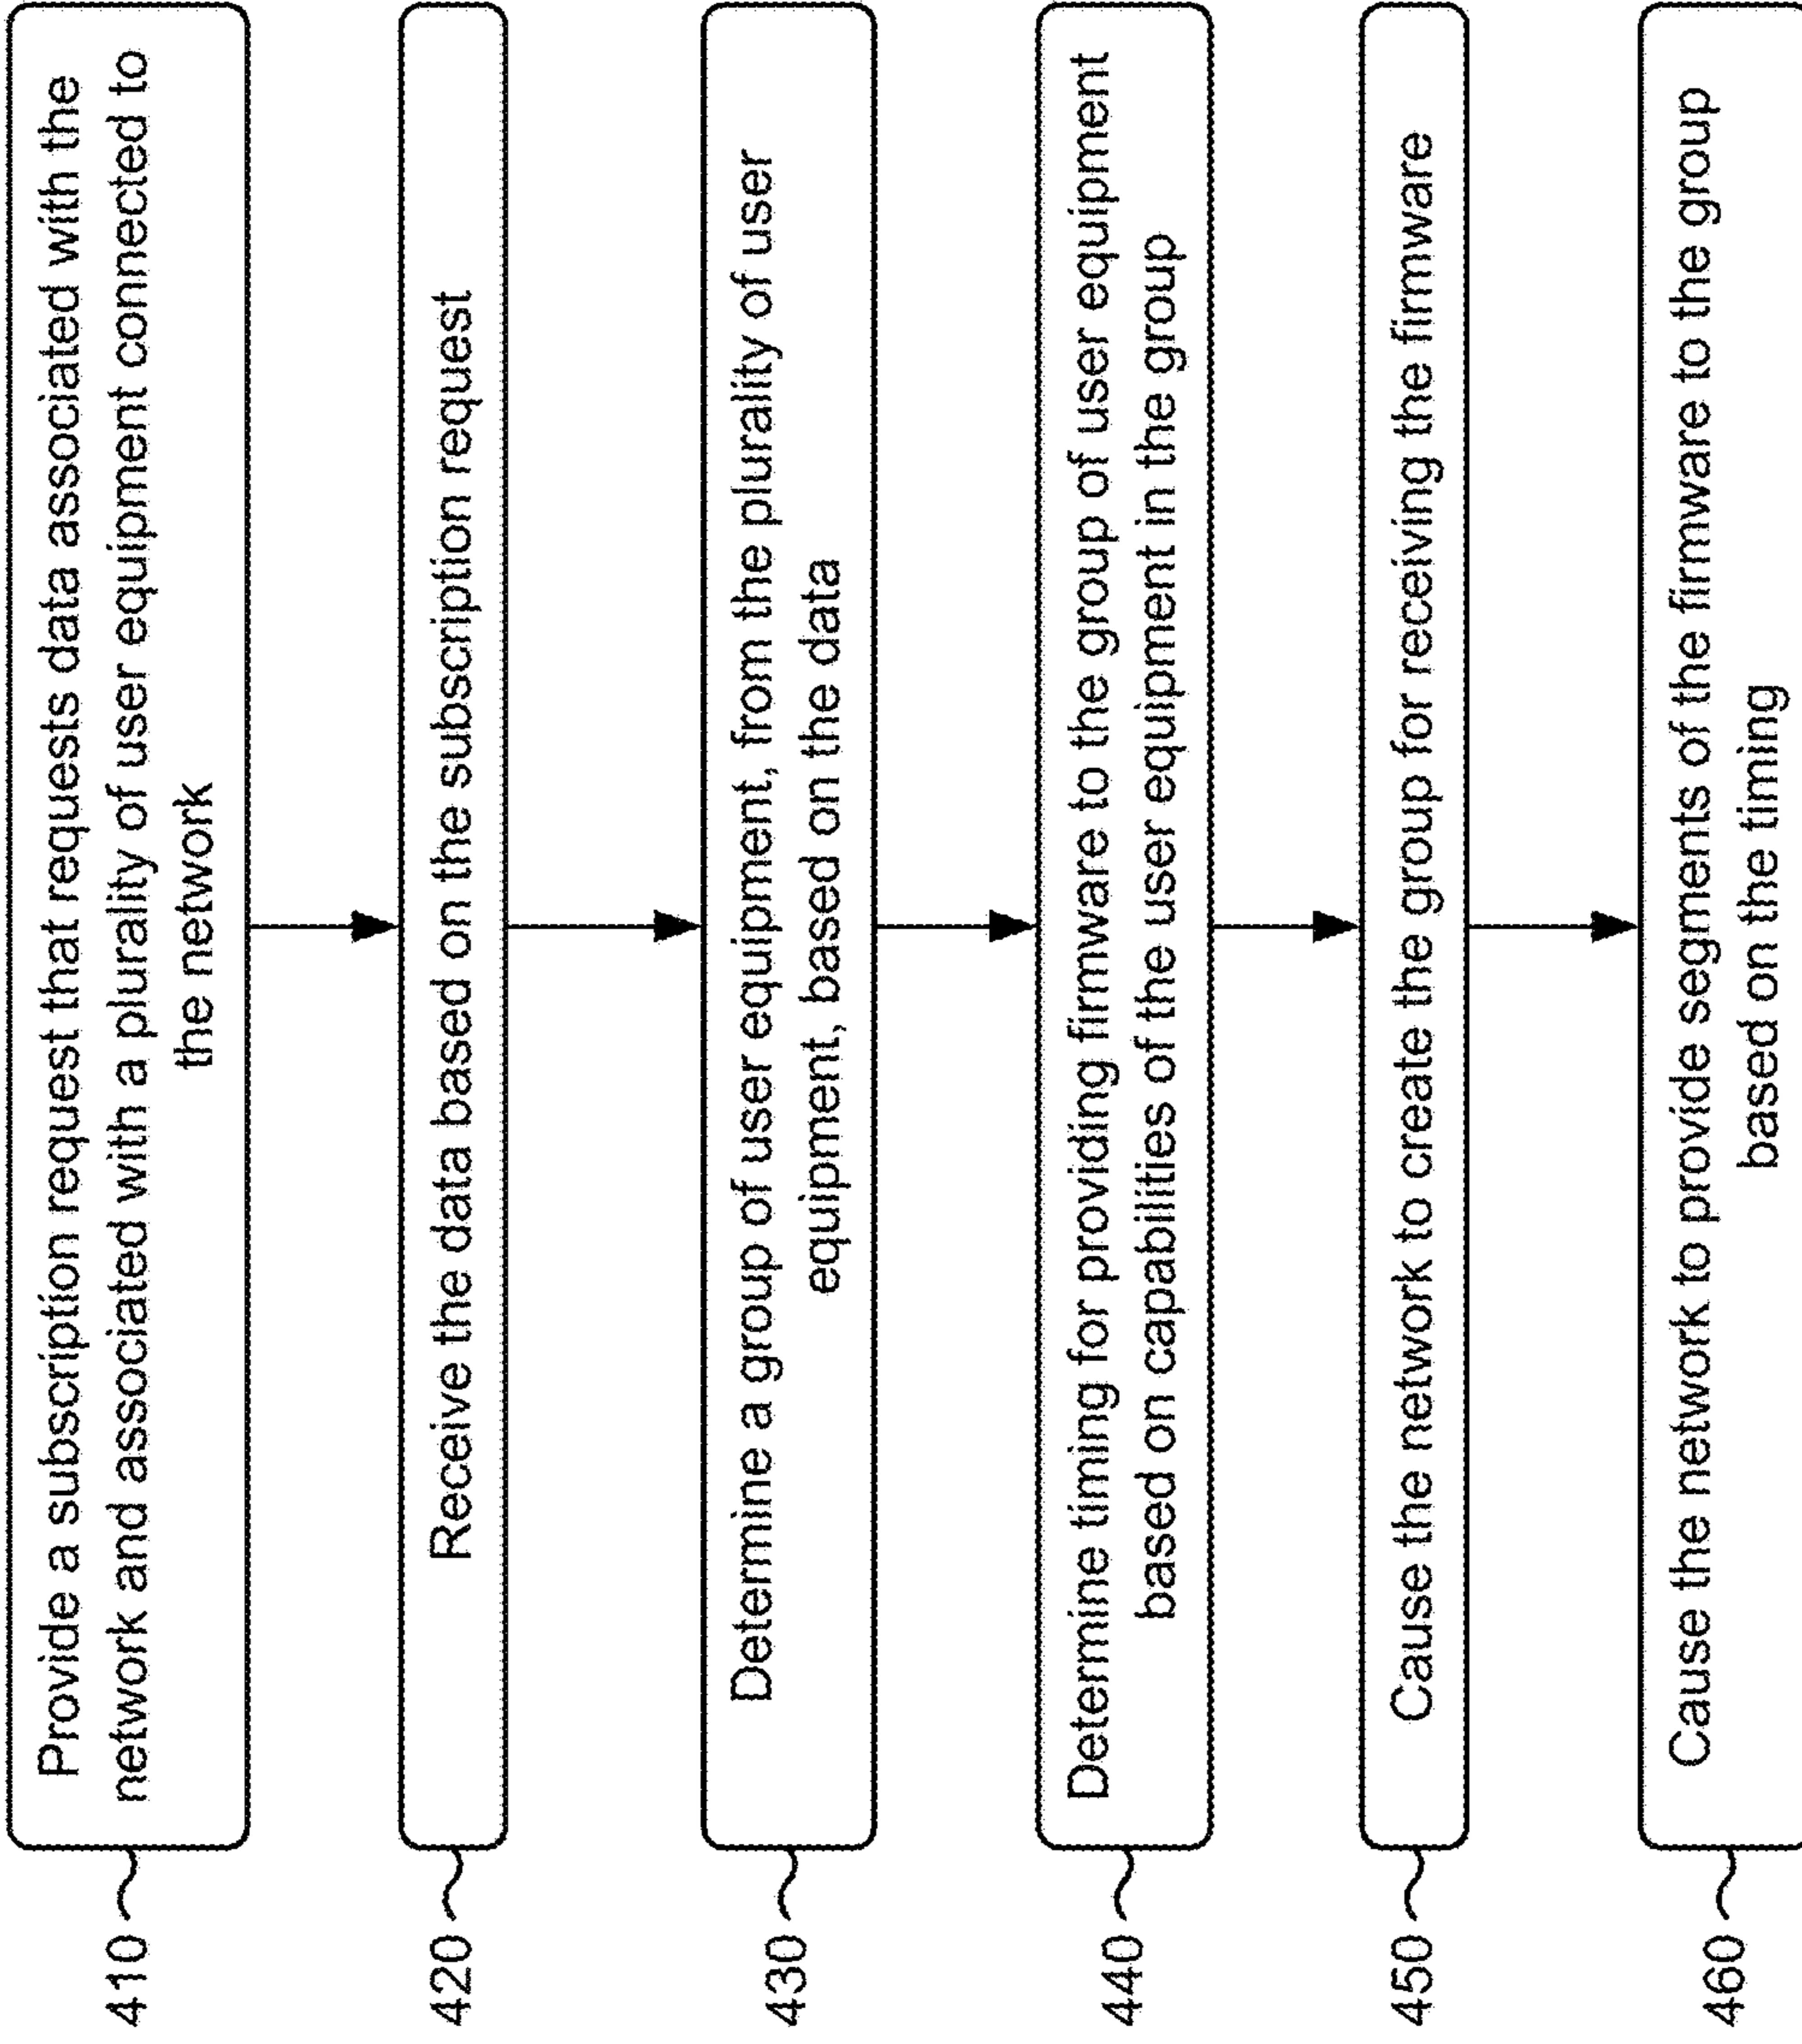 410
Provide a subscription request that requests data associated with the
network and associated with a plurality of user equipment connected to
the network
420
Receive the data based on the subscription request
430
Determine a group of user equipment, from the plurality of user
equipment, based on the data
440
Determine timing for providing firmware to the group of user equipment
based on capabilities of the user equipment in the group
450
Cause the network to create the group for receiving the firmware
460
Cause the network to provide segments of the firmware to the group
based on the timing